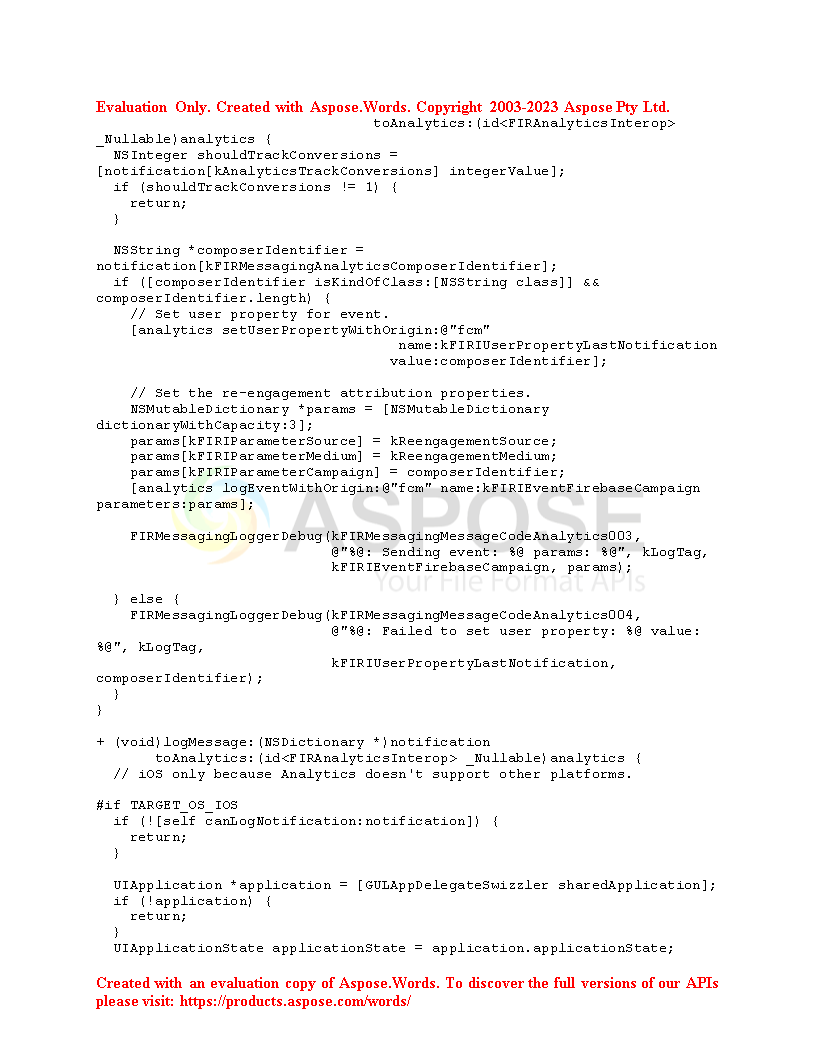 Evaluation Only. Created with Aspose.Words. Copyright 2003-2023 Aspose Pty Ltd.
toAnalytics:(id<FIRAnalyticsInterop>
_Nullable)analytics {
NSInteger shouldTrackConversions =
[notification[kAnalyticsTrackConversions] integerValue];
if (shouldTrackConversions != 1) {
return;
}
NSString *composerIdentifier =
notification[kFIRMessagingAnalyticsComposerIdentifier];
if ([composerIdentifier isKindOfClass:[NSString class]] &&
composerIdentifier.length) {
// Set user property for event.
[analytics setUserPropertyWithOrigin:@"fcm"
name:kFIRIUserPropertyLastNotification
value:composerIdentifier];
// Set the re-engagement attribution properties.
NSMutableDictionary *params = [NSMutableDictionary
dictionaryWithCapacity:3];
params[kFIRIParameterSource] = kReengagementSource;
params[kFIRIParameterMedium] = kReengagementMedium;
params[kFIRIParameterCampaign] = composerIdentifier;
[analytics logEventWithOrigin:@"fcm" name:kFIRIEventFirebaseCampaign
parameters:params];
ASPOSE
FIRMessagingLoggerDebug(kFIRMessagingMessageCodeAnalytics003,
@"%@: Sending event: %@ params: %@", kLogTag,
kFIRIEventFirebaseCampaign, params);
Your File Format APIs
} else {
FIRMessagingLoggerDebug(kFIRMessagingMessageCodeAnalytics004,
@"%@: Failed to set user property: %@ value:
%@", kLogTag,
kFIRIUserPropertyLastNotification,
composerIdentifier);
}
}
+ (void)logMessage:(NSDictionary *)notification
toAnalytics:(id<FIRAnalyticsInterop> _Nullable)analytics {
// iOS only because Analytics doesn't support other platforms.
#if TARGET_OS_IOS
if (![self canLogNotification:notification]) {
return;
}
UIApplication *application = [GULAppDelegateSwizzler sharedApplication];
if (!application) {
return;
}
UIApplicationState applicationState = application.applicationState;
Created with an evaluation copy of Aspose.Words. To discover the full versions of our APIs
please visit: https://products.aspose.com/words/